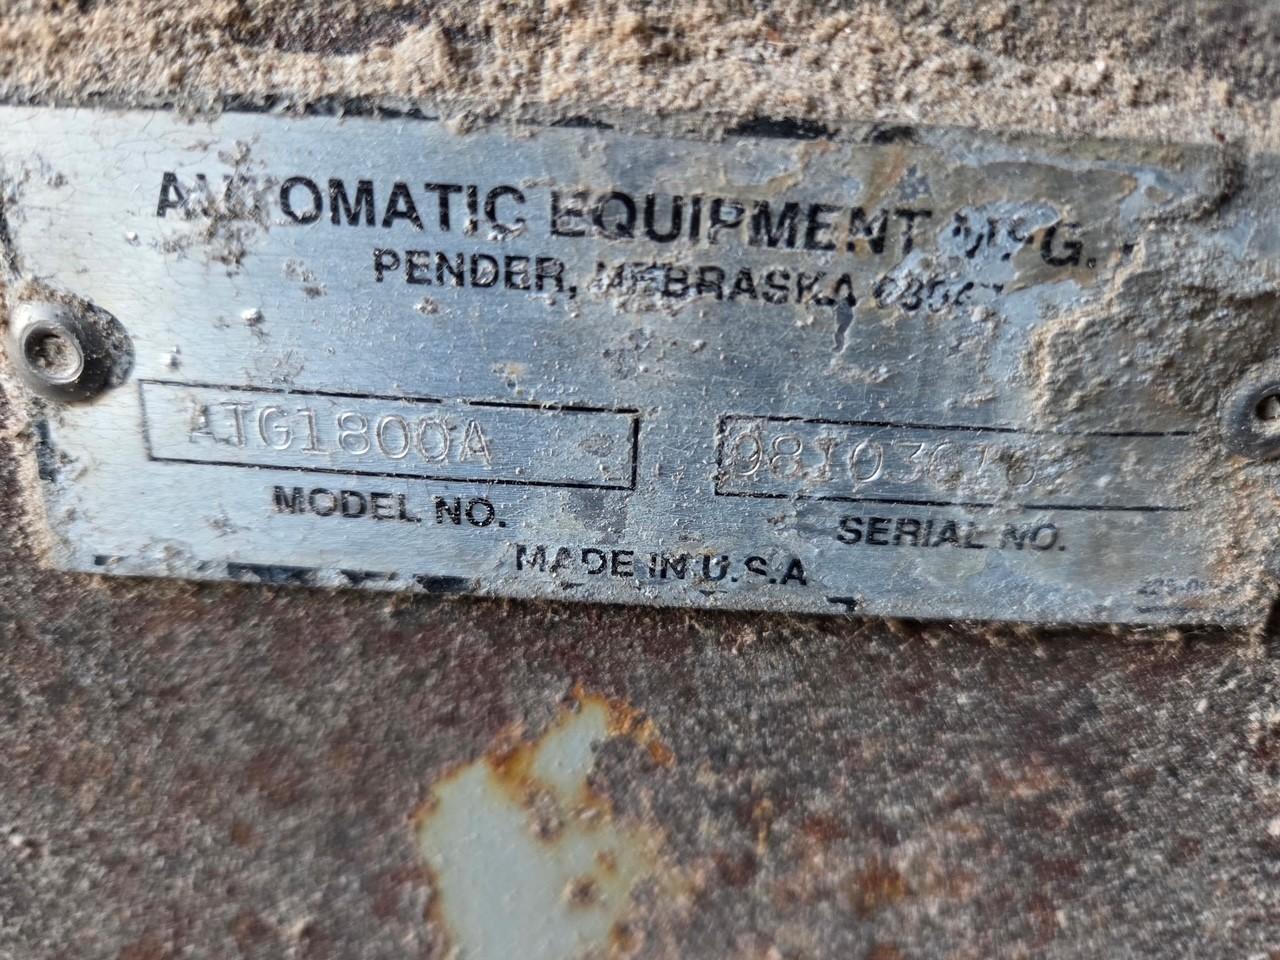 AUTOMATIC EQUIPMENT MFG.
PENDER, NEBRASKA
ATG1800A
MODEL NO.
SERIAL NO.
MADE IN U.S.A